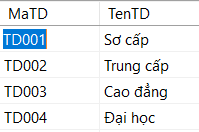 MaTD TenTD
TD001 Sơ cấp
TD002 Trung cấp
TD003 Cao đẳng
TD004 Đại học